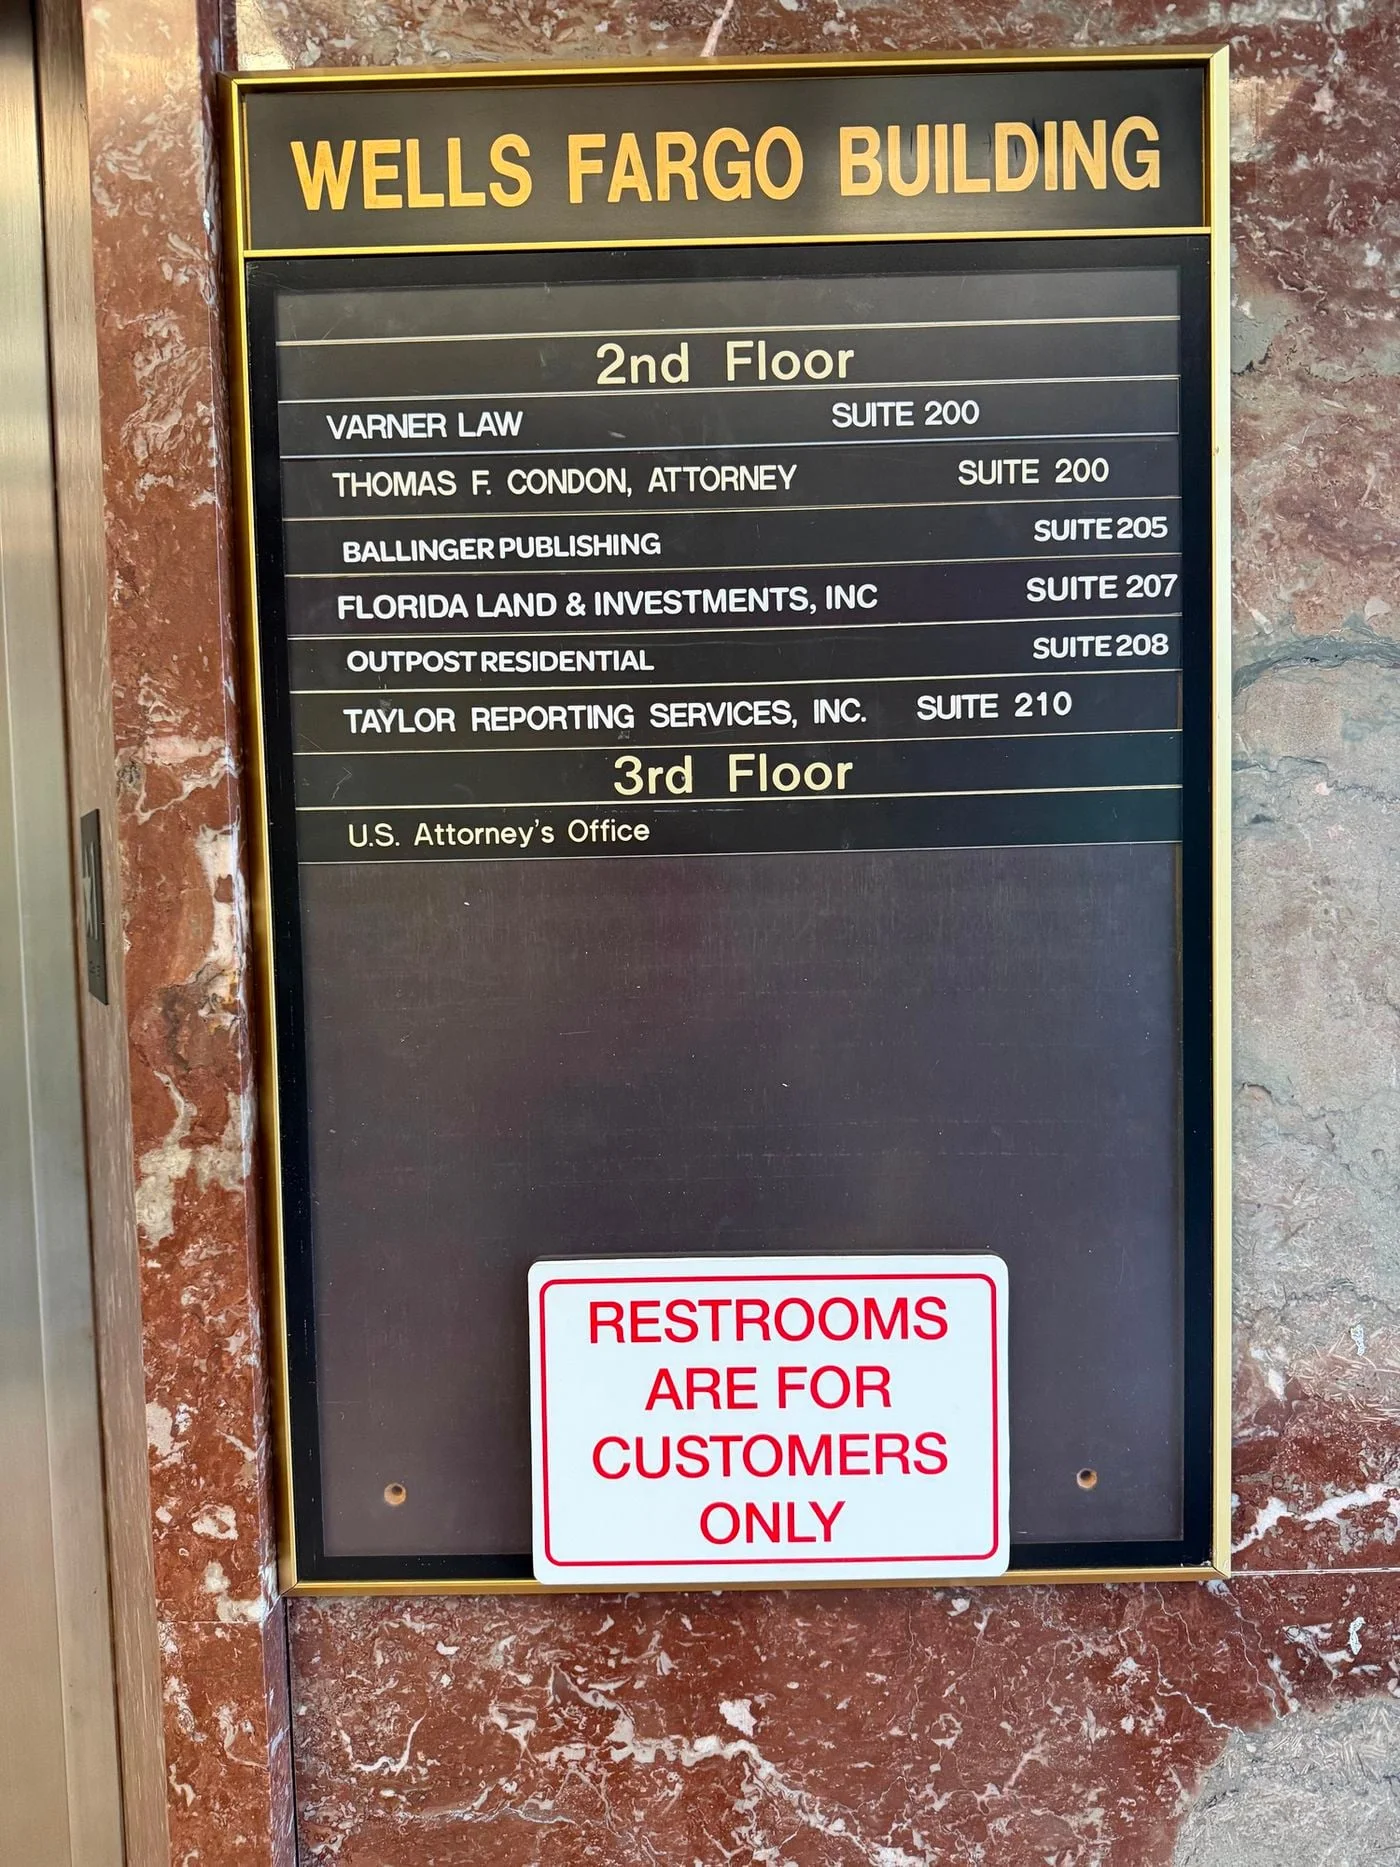 WELLS FARGO BUILDING
2nd Floor
VARNER LAW SUITE 200
THOMAS F. CONDON, ATTORNEY SUITE 200
BALLINGER PUBLISHING SUITE 205
FLORIDA LAND & INVESTMENTS, INC SUITE 207
OUTPOST RESIDENTIAL SUITE 208
TAYLOR REPORTING SERVICES, INC. SUITE 210
3rd Floor
U.S. Attorney's Office
RESTROOMS
ARE FOR
CUSTOMERS
ONLY